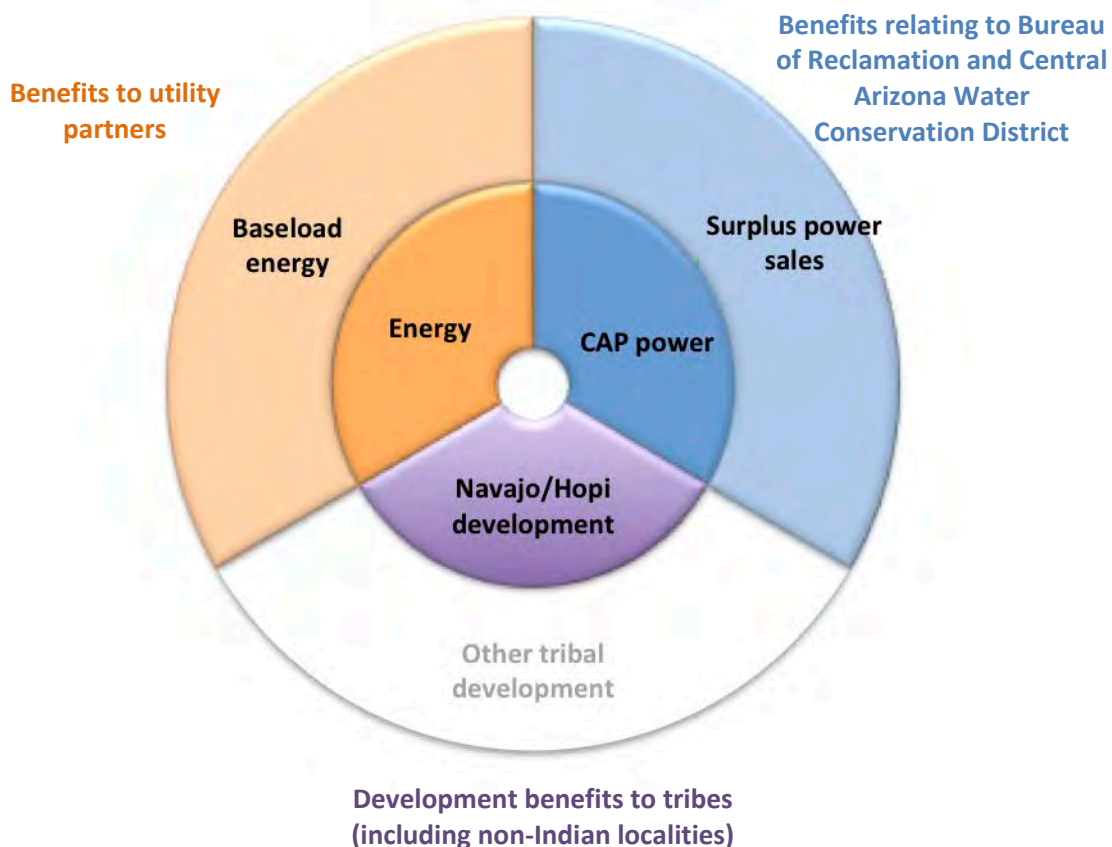 Benefits to utility
partners
Benefits relating to Bureau
of Reclamation and Central
Arizona Water
Conservation District
Baseload
energy
Surplus power
sales
Energy
CAP power
Navajo/Hopi
development
Other tribal
development
Development benefits to tribes
(including non-Indian localities)